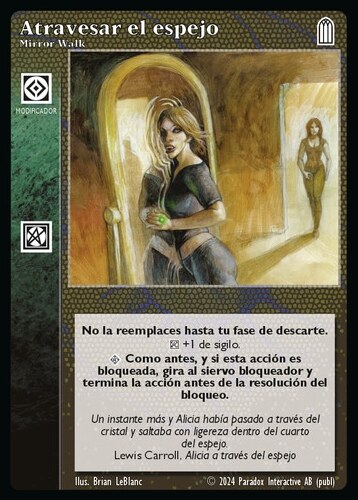 Atravesar el espejo
Mirror Walk
MODIFICADOR
No la reemplaces hasta tu fase de descarte.
+1 de sigilo.
Como antes, y si esta acción es
bloqueada, gira al siervo bloqueador y
termina la acción antes de la resolución del
bloqueo.
Un instante más y Alicia había pasado a través del
cristal y saltaba con ligereza dentro del cuarto
del espejo.
Lewis Carroll, Alicia a través del espejo
Ilus. Brian LeBlanc © 2024 Paradox Interactive AB (publ)